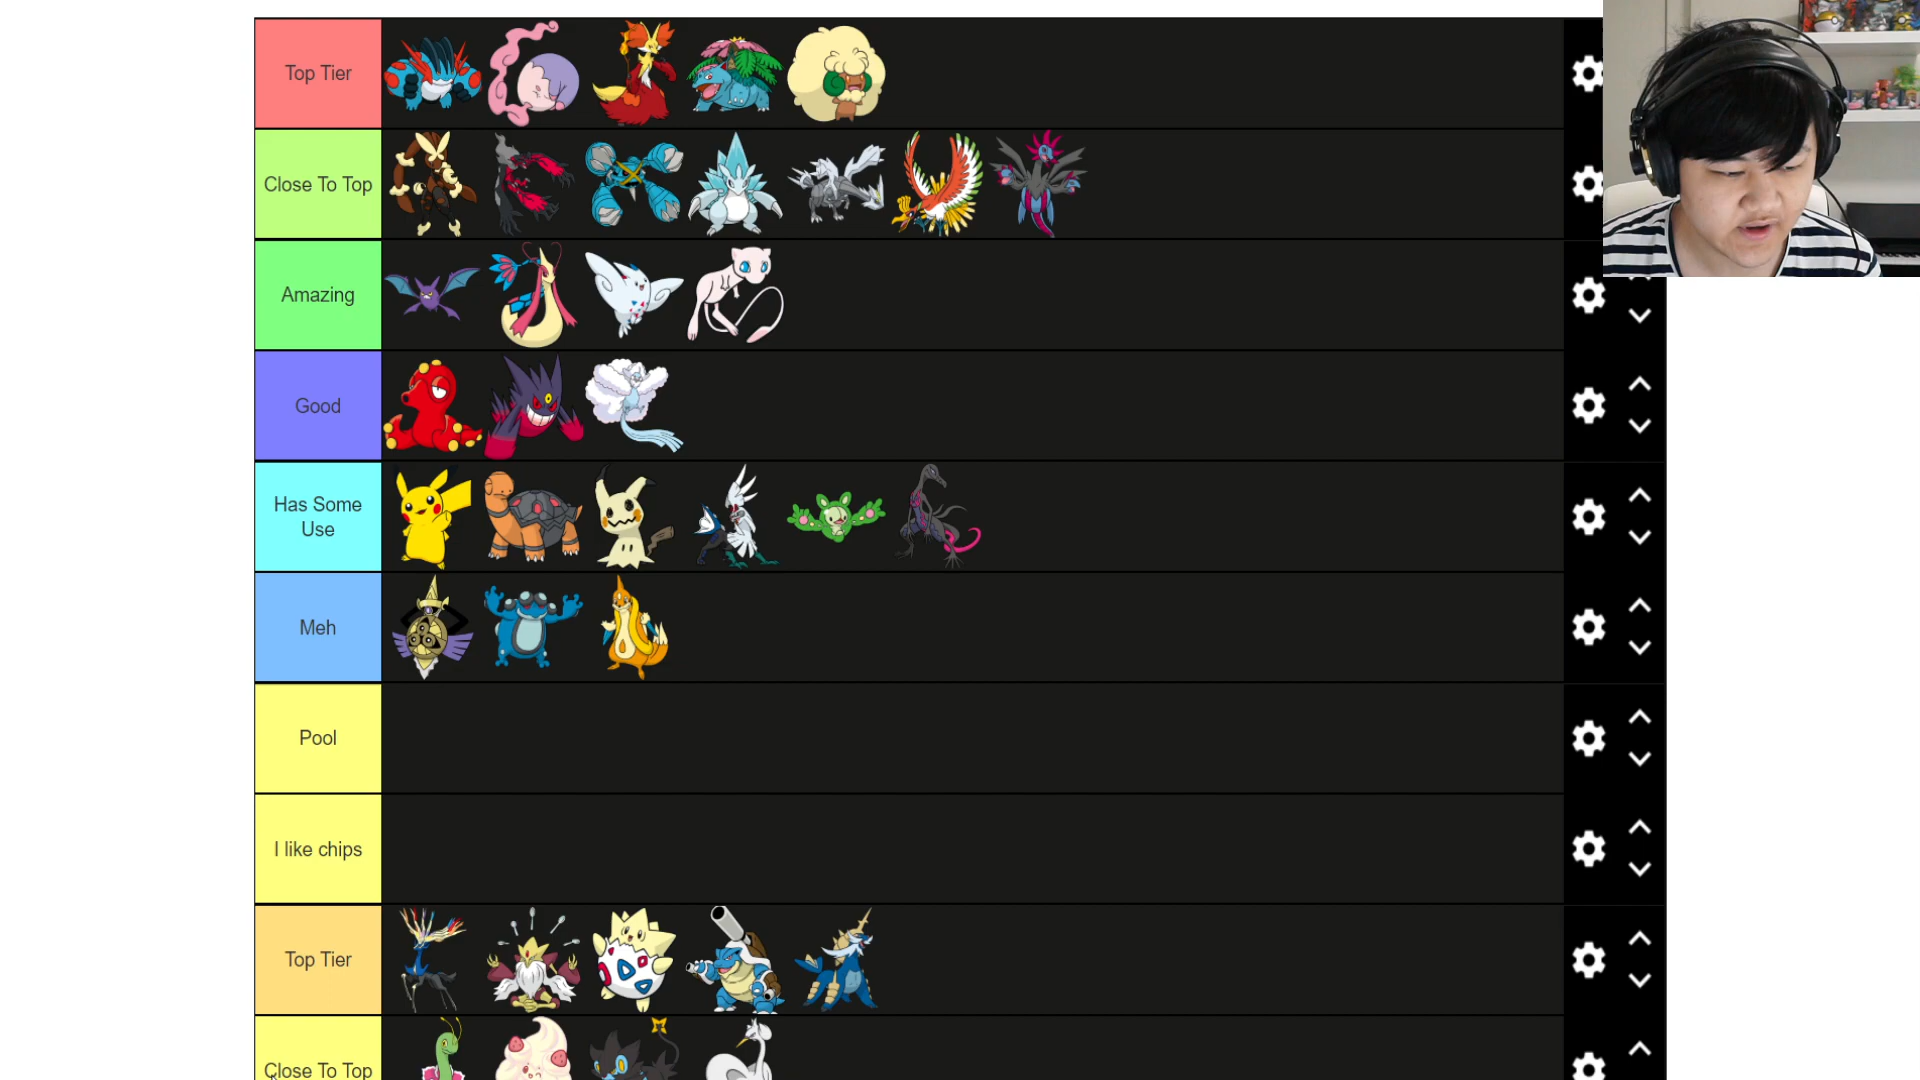 Top Tier
Close To Top
Amazing
Good
Has Some
Use
Meh
Pool
I like chips
Top Tier
Close To Top